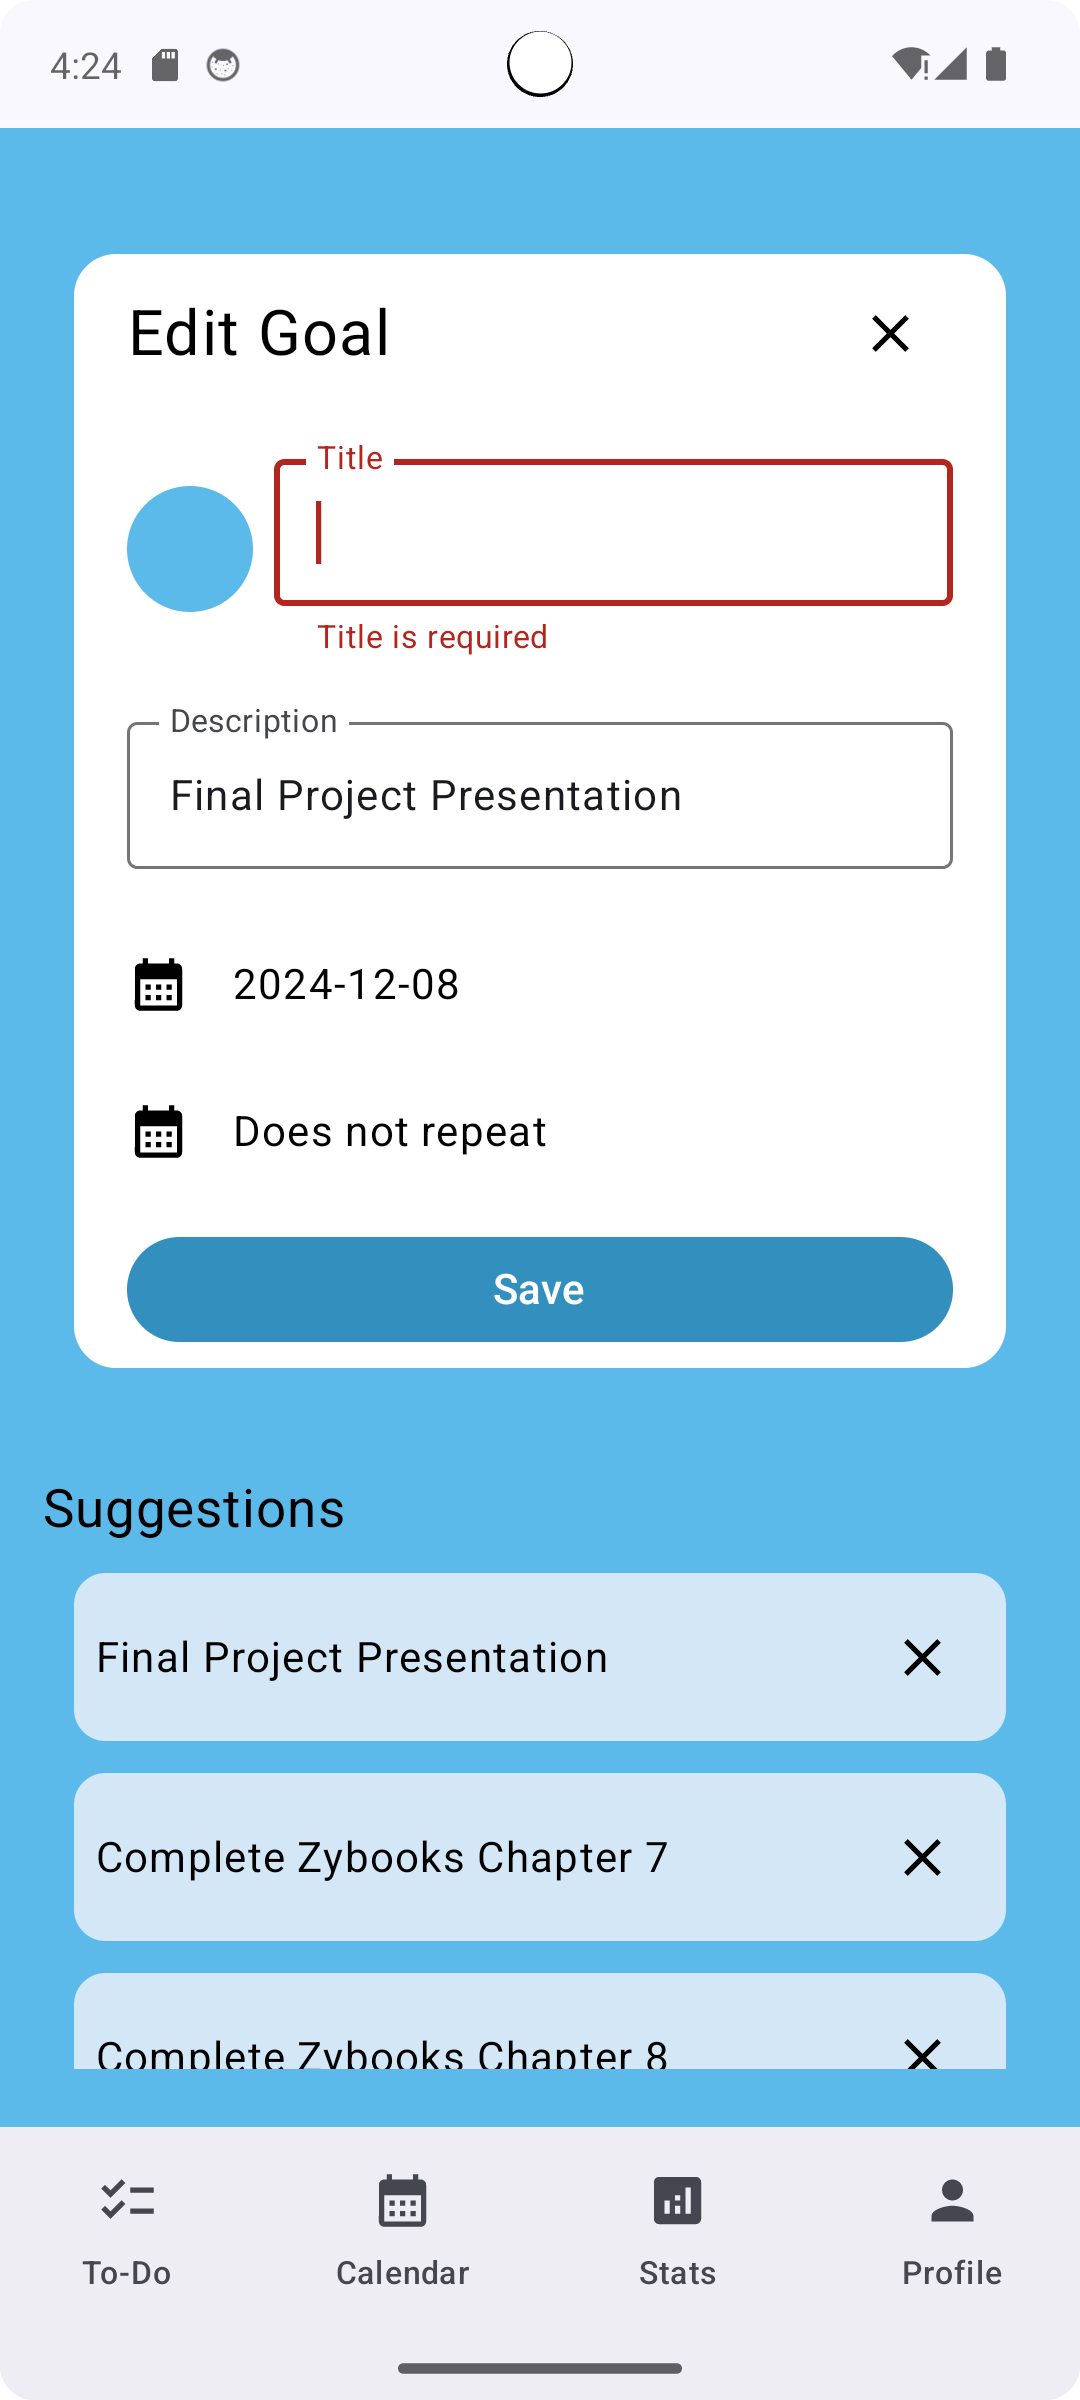 4:24
Edit Goal
Title
Title is required
Description
Final Project Presentation
2024-12-08
Does not repeat
Save
Suggestions
Final Project Presentation
Complete Zybooks Chapter 7
Complete Zybooks Chapter 8
To-Do
Calendar
Stats
Profile